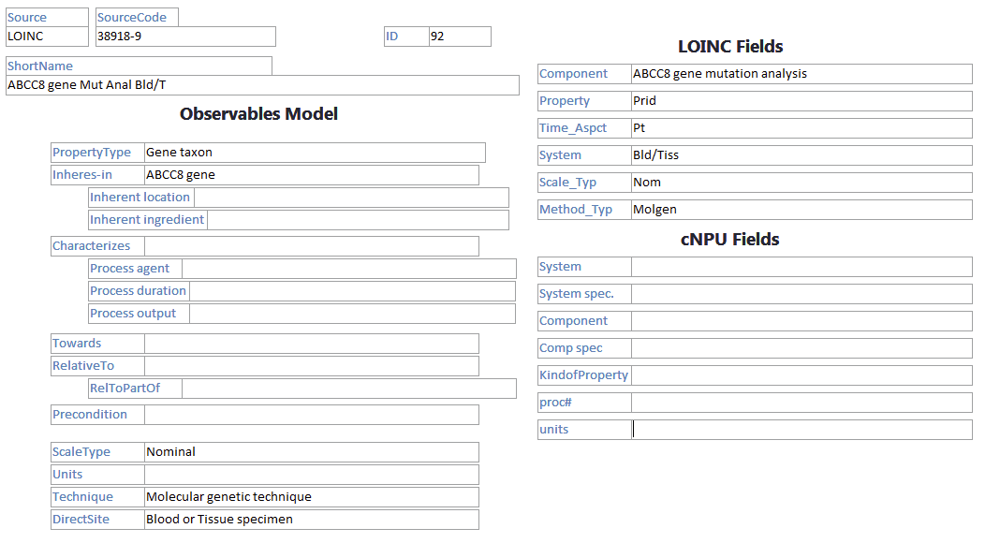 Source SourceCode
LOINC 38918-9 ID 92
ShortName
ABCC8 gene Mut Anal Bld/T
Observables Model
PropertyType Gene taxon
Inheres-in ABCC8 gene
Inherent location
Inherent ingredient
Characterizes
Process agent
Process duration
Process output
Towards
RelativeTo
RelToPartOf
Precondition
ScaleType Nominal
Units
Technique Molecular genetic technique
DirectSite Blood or Tissue specimen
LOINC Fields
Component ABCC8 gene mutation analysis
Property Prid
Time_Aspct Pt
System Bld/Tiss
Scale_Typ Nom
Method_Typ Molgen
cNPU Fields
System
System spec.
Component
Comp spec
KindofProperty
proc#
units